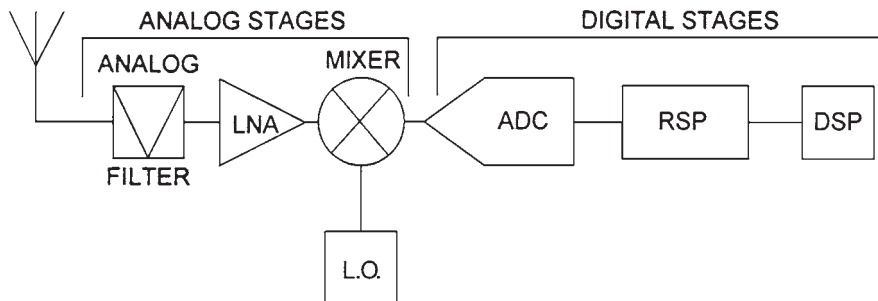 ANALOG STAGES
DIGITAL STAGES
ANALOG
FILTER
LNA
MIXER
L.O.
ADC
RSP
DSP